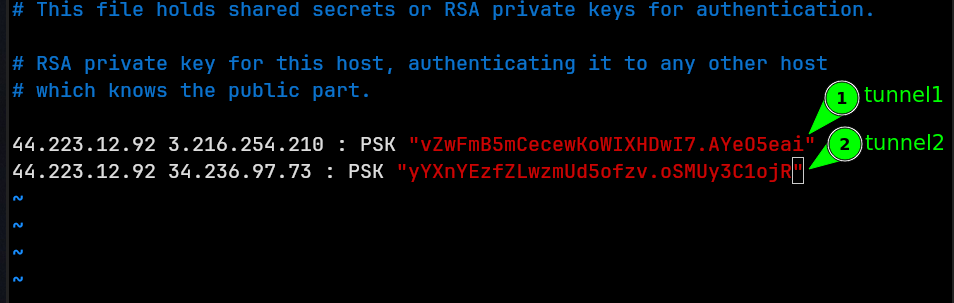 # This file holds shared secrets or RSA private keys for authentication.
# RSA private key for this host, authenticating it to any other host
# which knows the public part.
1 tunnel1
44.223.12.92 3.216.254.210 : PSK "vZwFmB5mCecewKoWIXHDwI7.AYeO5eai"
2 tunnel2
44.223.12.92 34.236.97.73 : PSK "yYXnYEzfZLwzmUd5ofzv.oSMUy3C1ojR"
~
~
~
~